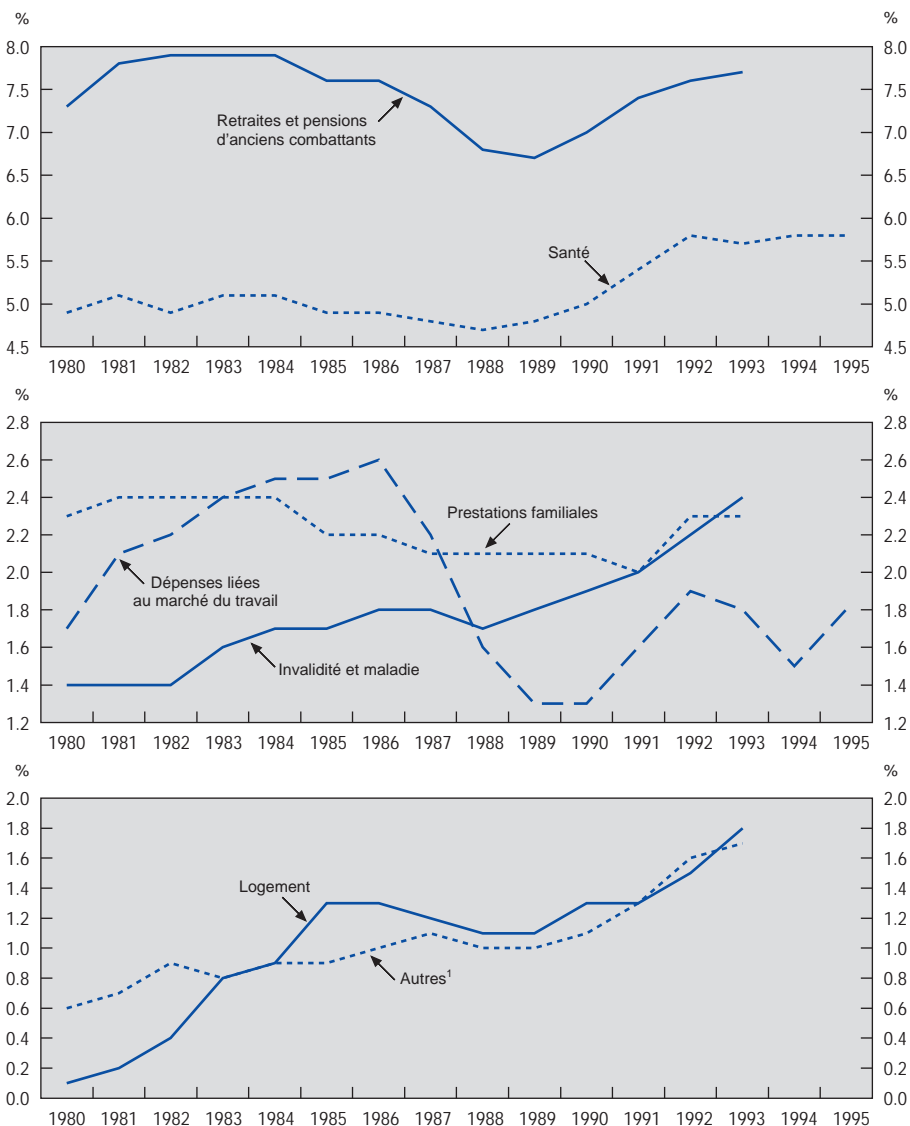 % %
8.0 8.0
7.5 7.5
Retraites et pensions
d'anciens combattants
7.0 7.0
6.5 6.5
6.0 6.0
Santé
5.5 5.5
5.0 5.0
4.5 4.5
1980 1981 1982 1983 1984 1985 1986 1987 1988 1989 1990 1991 1992 1993 1994 1995
% %
2.8 2.8
2.6 2.6
2.4 2.4
Prestations familiales
2.2 2.2
2.0 2.0
Dépenses liées
au marché du travail
1.8 1.8
1.6 1.6
Invalidité et maladie
1.4 1.4
1.2 1.2
1980 1981 1982 1983 1984 1985 1986 1987 1988 1989 1990 1991 1992 1993 1994 1995
% %
2.0 2.0
1.8 1.8
1.6 1.6
Logement
1.4 1.4
1.2 1.2
1.0 1.0
Autres¹
0.8 0.8
0.6 0.6
0.4 0.4
0.2 0.2
0.0 0.0
1980 1981 1982 1983 1984 1985 1986 1987 1988 1989 1990 1991 1992 1993 1994 1995